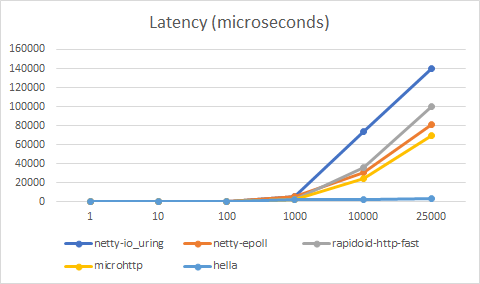 Latency (microseconds)
160000
140000
120000
100000
80000
60000
40000
20000
0
1 10 100 1000 10000 25000
netty-io_uring netty-epoll rapidoid-http-fast
microhttp hella